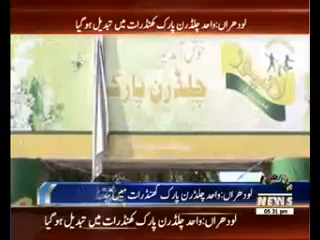 لودھراں:واحد چلڈرن پارک کھنڈرات میں تبدیل ہوگیا
چلڈرن پارک
لودھراں:واحد چلڈرن پارک کھنڈرات میں
NEWS
05:31 pm
لودھراں:واحد چلڈرن پارک کھنڈرات میں تبدیل ہوگیا